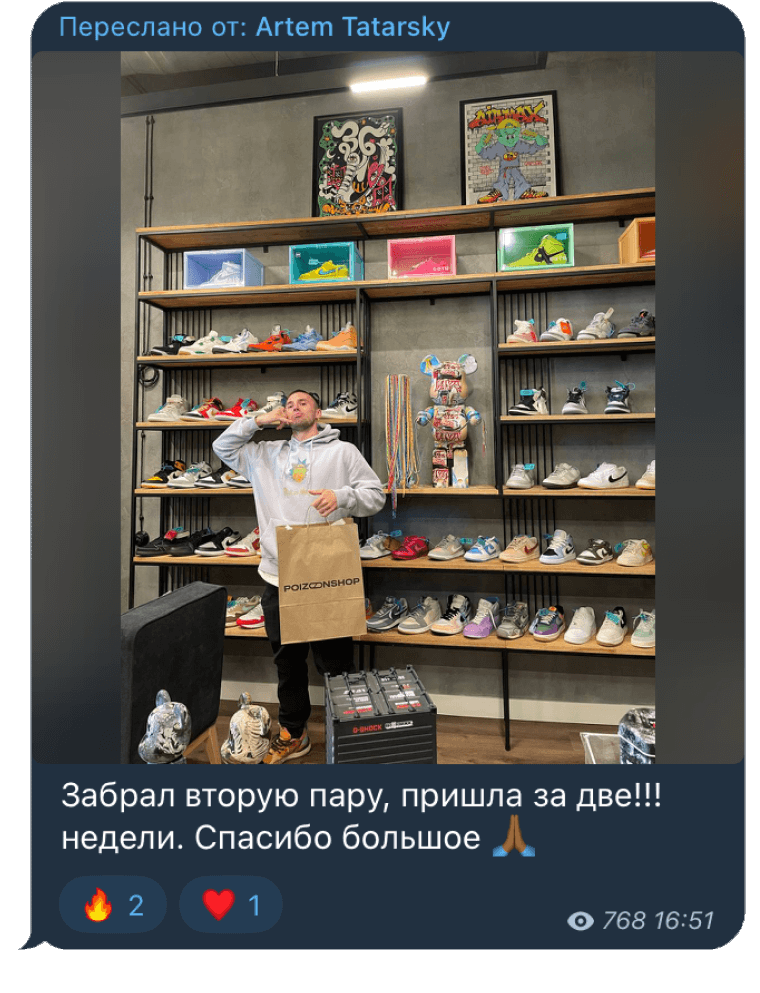 Переслано от: Artem Tatarsky
AIRMAX
POIZONSHOP
G-SHOCK
Забрал вторую пару, пришла за две!!!
недели. Спасибо большое 🙏🏾
🔥 2 ❤️ 1
768 16:51